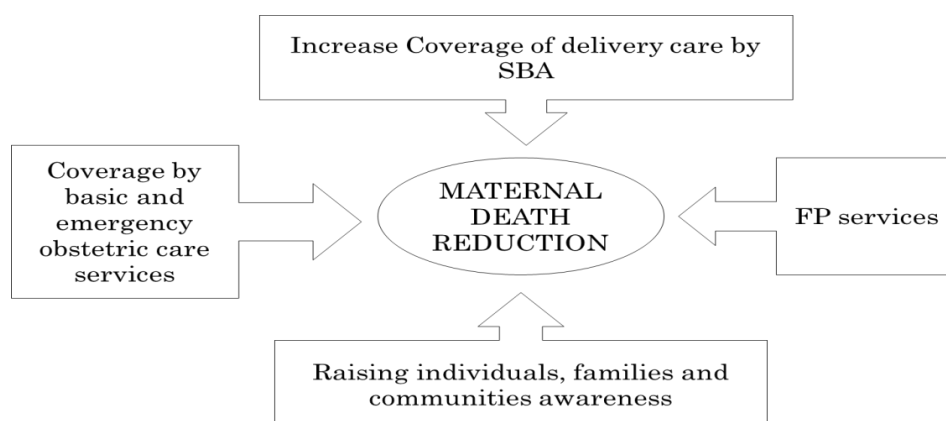 Increase Coverage of delivery care by
SBA
Coverage by
basic and
emergency
obstetric care
services
MATERNAL
DEATH
REDUCTION
FP services
Raising individuals, families and
communities awareness